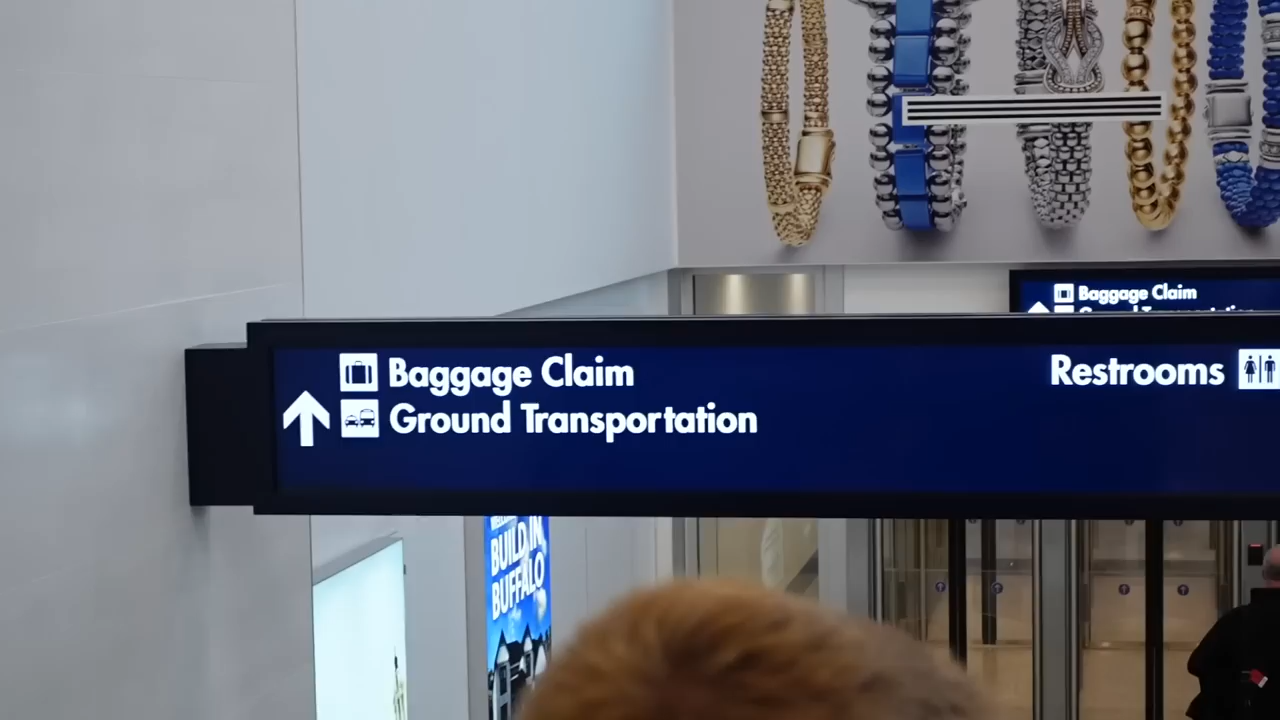 Baggage Claim
Baggage Claim
Ground Transportation
Restrooms
BUILD IN
BUFFALO